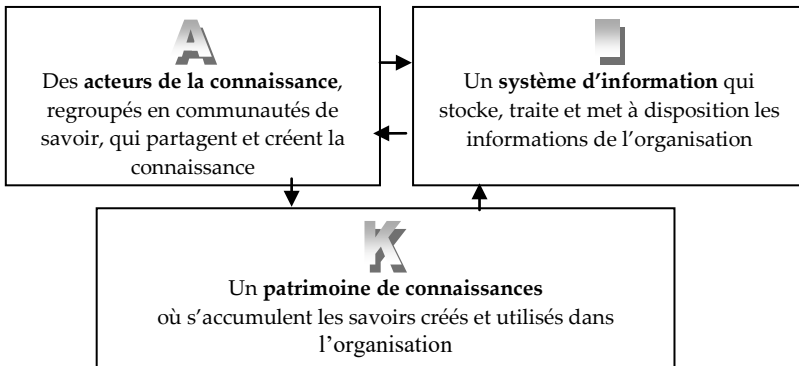 A
Des acteurs de la connaissance,
regroupés en communautés de
savoir, qui partagent et créent la
connaissance
Un système d'information qui
stocke, traite et met à disposition les
informations de l'organisation
K
Un patrimoine de connaissances
où s'accumulent les savoirs créés et utilisés dans
l'organisation